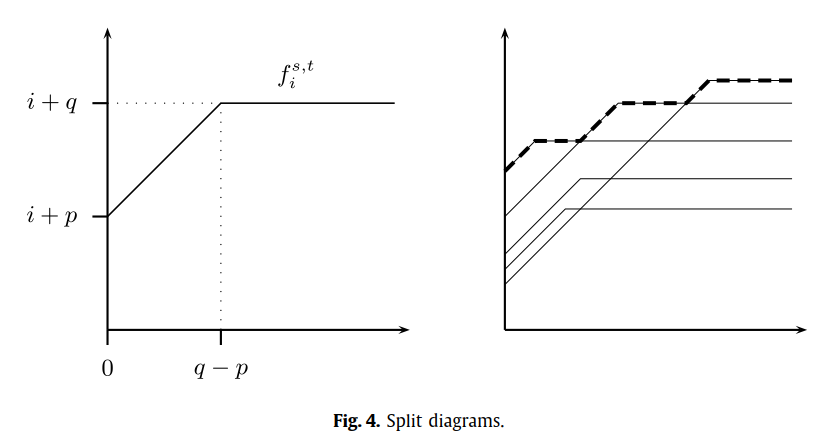 f_i^{s,t}
i + q
i + p
0
q − p
Fig. 4. Split diagrams.